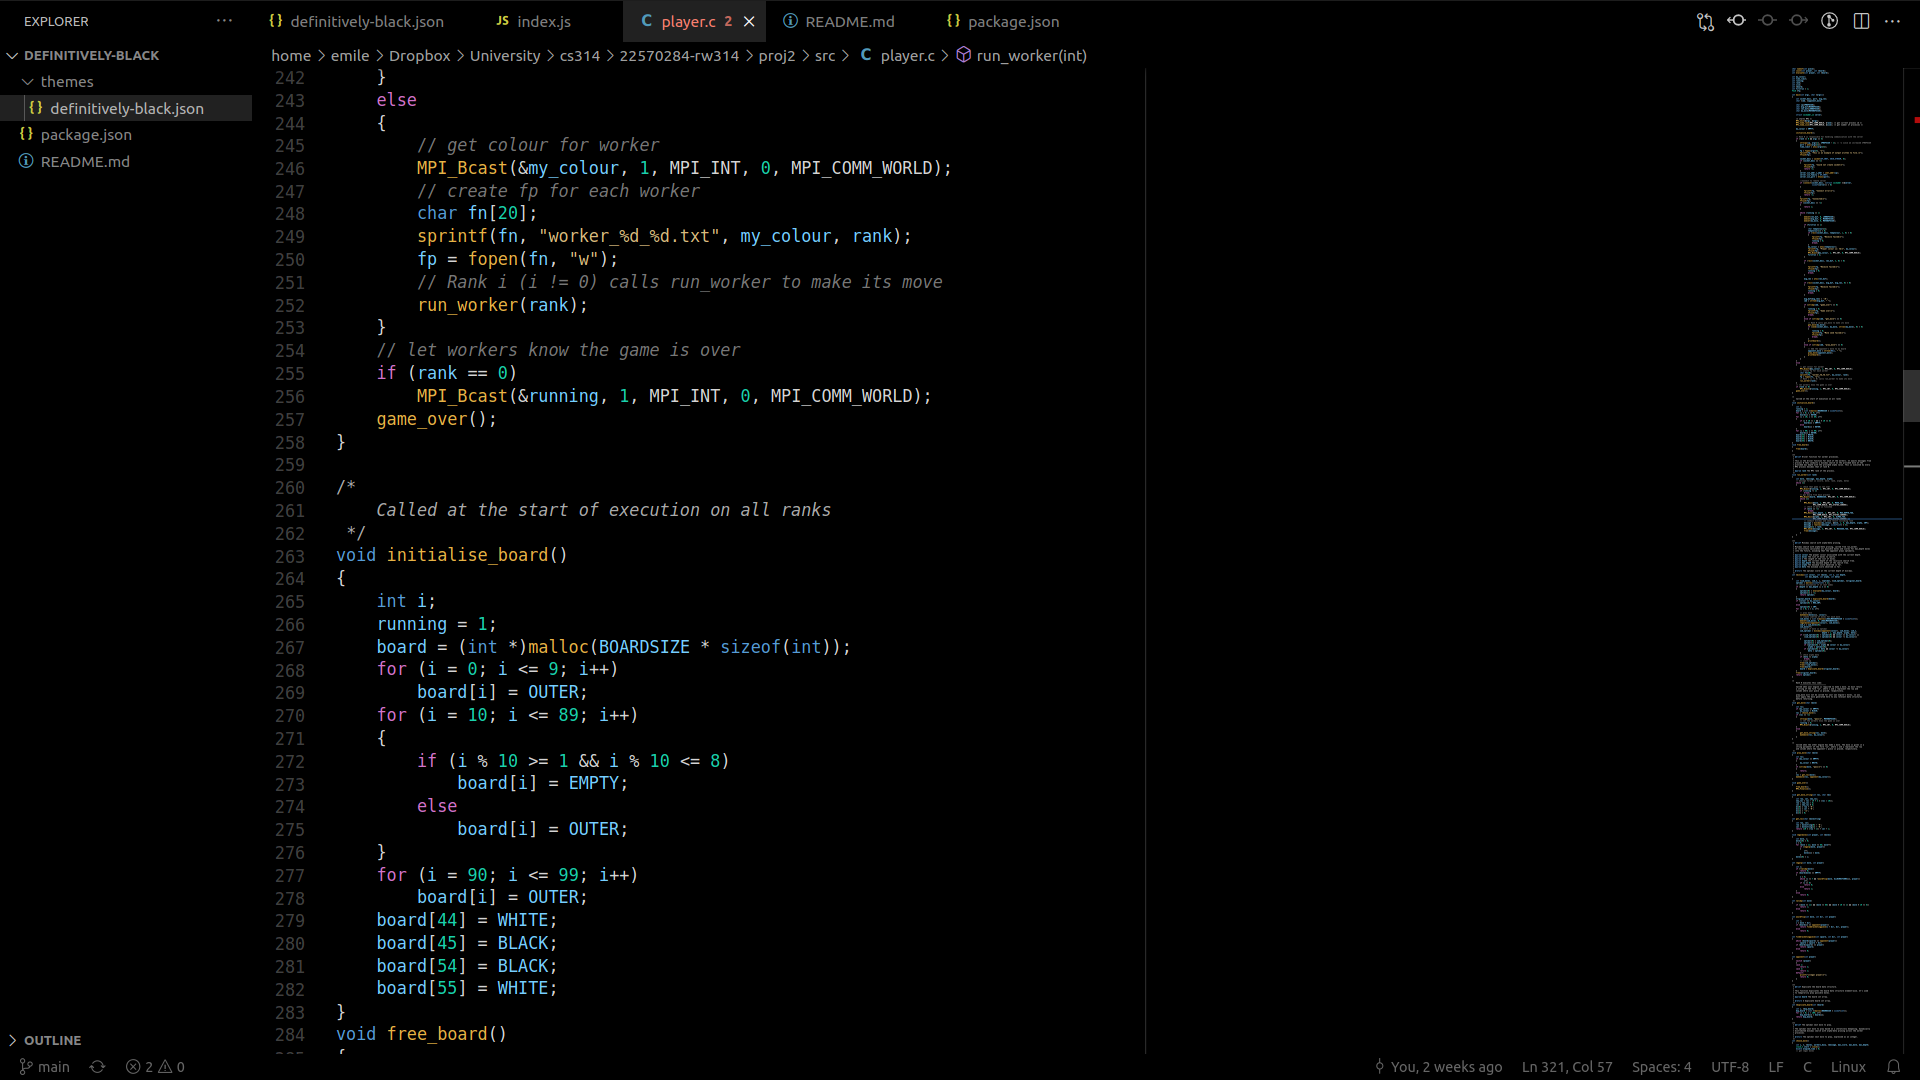 EXPLORER
definitively-black.json
JS index.js
C player.c 2
README.md
package.json
DEFINITIVELY-BLACK
themes
definitively-black.json
package.json
README.md
home > emile > Dropbox > University > cs314 > 22570284-rw314 > proj2 > src > C player.c > run_worker(int)
242 }
243 else
244 {
245 // get colour for worker
246 MPI_Bcast(&my_colour, 1, MPI_INT, 0, MPI_COMM_WORLD);
247 // create fp for each worker
248 char fn[20];
249 sprintf(fn, "worker_%d_%d.txt", my_colour, rank);
250 fp = fopen(fn, "w");
251 // Rank i (i != 0) calls run_worker to make its move
252 run_worker(rank);
253 }
254 // let workers know the game is over
255 if (rank == 0)
256 MPI_Bcast(&running, 1, MPI_INT, 0, MPI_COMM_WORLD);
257 game_over();
258 }
259
260 /*
261 Called at the start of execution on all ranks
262 */
263 void initialise_board()
264 {
265 int i;
266 running = 1;
267 board = (int *)malloc(BOARDSIZE * sizeof(int));
268 for (i = 0; i <= 9; i++)
269 board[i] = OUTER;
270 for (i = 10; i <= 89; i++)
271 {
272 if (i % 10 >= 1 && i % 10 <= 8)
273 board[i] = EMPTY;
274 else
275 board[i] = OUTER;
276 }
277 for (i = 90; i <= 99; i++)
278 board[i] = OUTER;
279 board[44] = WHITE;
280 board[45] = BLACK;
281 board[54] = BLACK;
282 board[55] = WHITE;
283 }
284 void free_board()
OUTLINE
main
2
0
You, 2 weeks ago
Ln 321, Col 57
Spaces: 4
UTF-8
LF
C
Linux